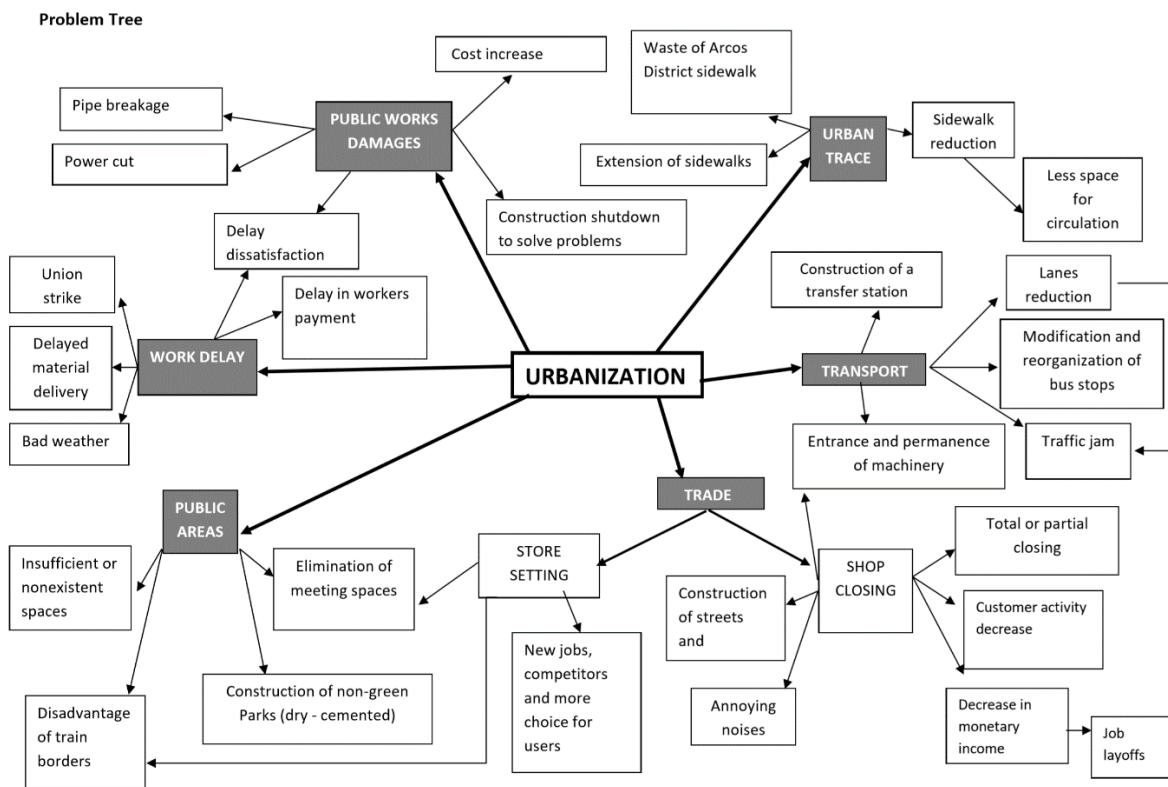 Problem Tree
Cost increase
Pipe breakage
PUBLIC WORKS
DAMAGES
Power cut
Construction shutdown
to solve problems
Delay
dissatisfaction
Waste of Arcos
District sidewalk
URBAN
TRACE
Extension of sidewalks
Sidewalk
reduction
Less space
for
circulation
Union
strike
Delay in workers
payment
Delayed
material
delivery
WORK DELAY
Bad weather
URBANIZATION
Construction of a
transfer station
Lanes
reduction
TRANSPORT
Modification and
reorganization of
bus stops
Entrance and permanence
of machinery
Traffic jam
PUBLIC
AREAS
Insufficient or
nonexistent
spaces
Elimination of
meeting spaces
Construction of non-green
Parks (dry - cemented)
Disadvantage
of train
borders
TRADE
STORE
SETTING
New jobs,
competitors
and more
choice for
users
SHOP
CLOSING
Construction
of streets
and
Annoying
noises
Total or partial
closing
Customer activity
decrease
Decrease in
monetary
income
Job
layoffs